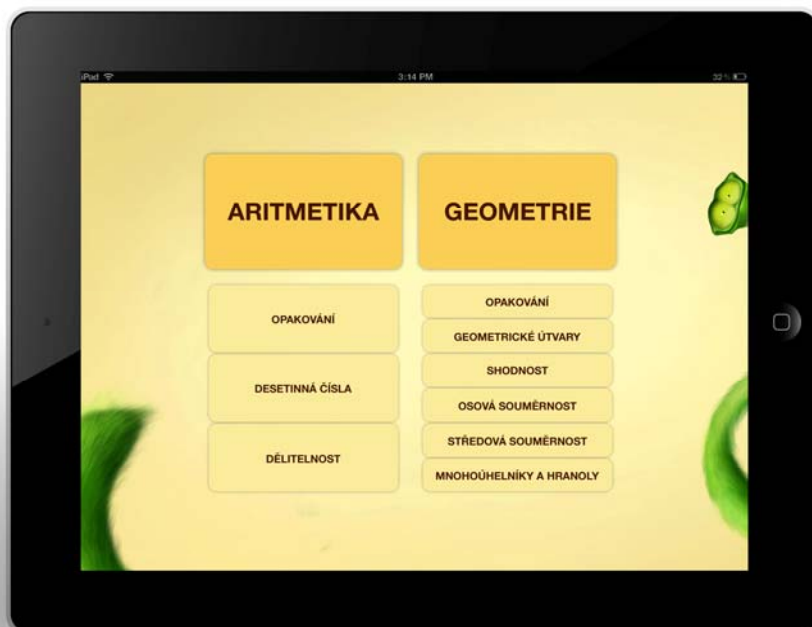 iPad
3:14 PM
32%
ARITMETIKA
GEOMETRIE
OPAKOVÁNÍ
DESETINNÁ ČÍSLA
DĚLITELNOST
OPAKOVÁNÍ
GEOMETRICKÉ ÚTVARY
SHODNOST
OSOVÁ SOUMĚRNOST
STŘEDOVÁ SOUMĚRNOST
MNOHOÚHELNÍKY A HRANOLY